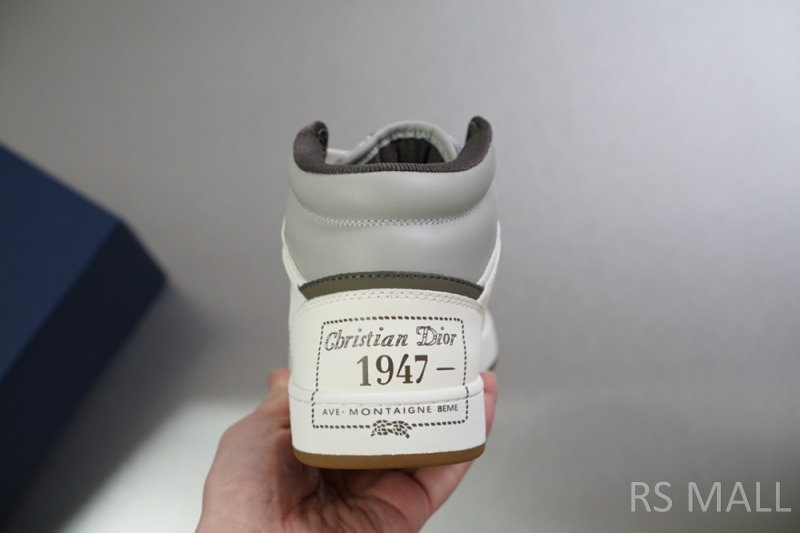 Christian Dior
1947–
AVE·MONTAIGNE 8EME
RS MALL